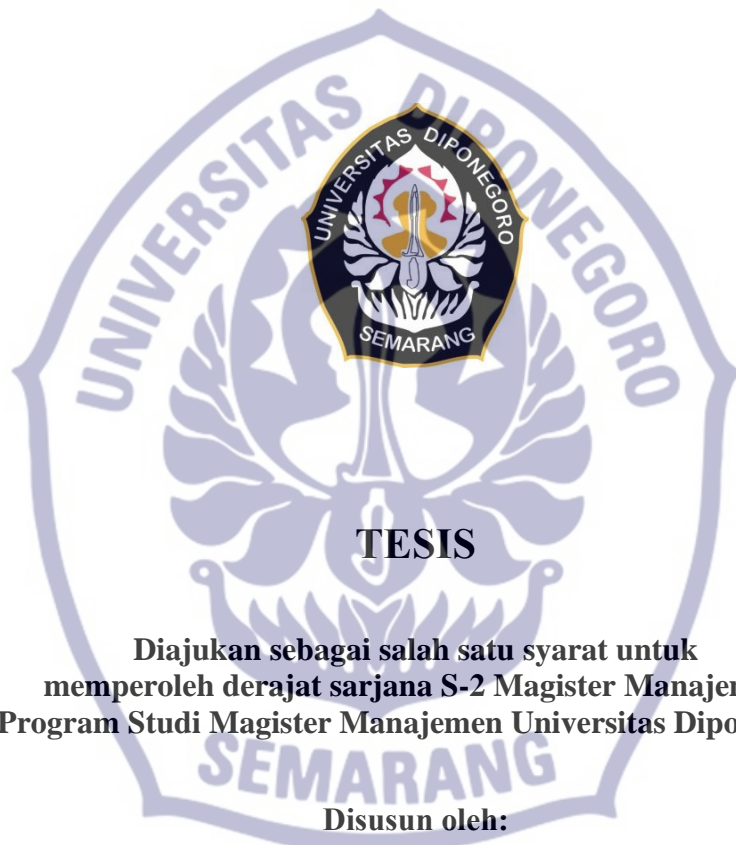 UNIVERSITAS DIPONEGORO
SEMARANG
UNIVERSITAS DIPONEGORO
SEMARANG
TESIS
Diajukan sebagai salah satu syarat untuk
memperoleh derajat sarjana S-2 Magister
Program Studi Magister Manajemen Universitas
Disusun oleh: